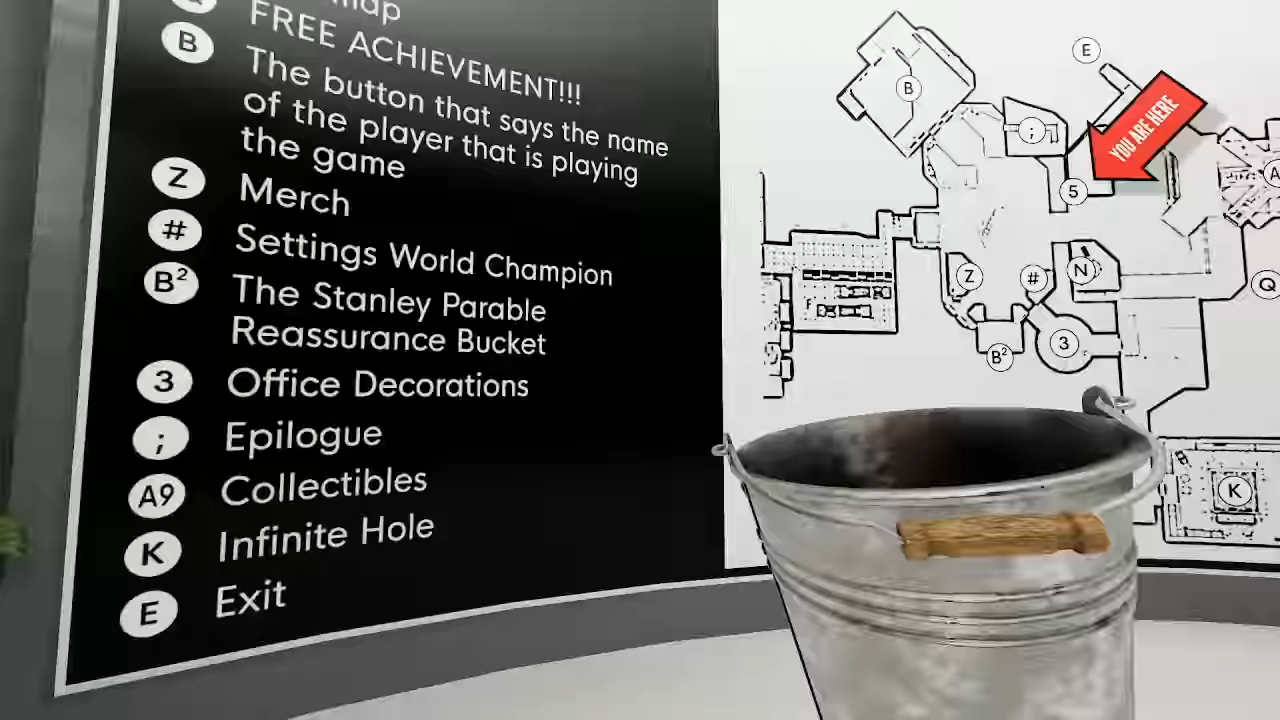 map
FREE ACHIEVEMENT!!!
B
The button that says the name
of the player that is playing
the game
Z
Merch
#
Settings World Champion
B²
The Stanley Parable
Reassurance Bucket
3
Office Decorations
;
Epilogue
A9
Collectibles
K
Infinite Hole
E
Exit
E
B
;
YOU ARE HERE
5
A
Z
#
N
Q
F
B²
3
K